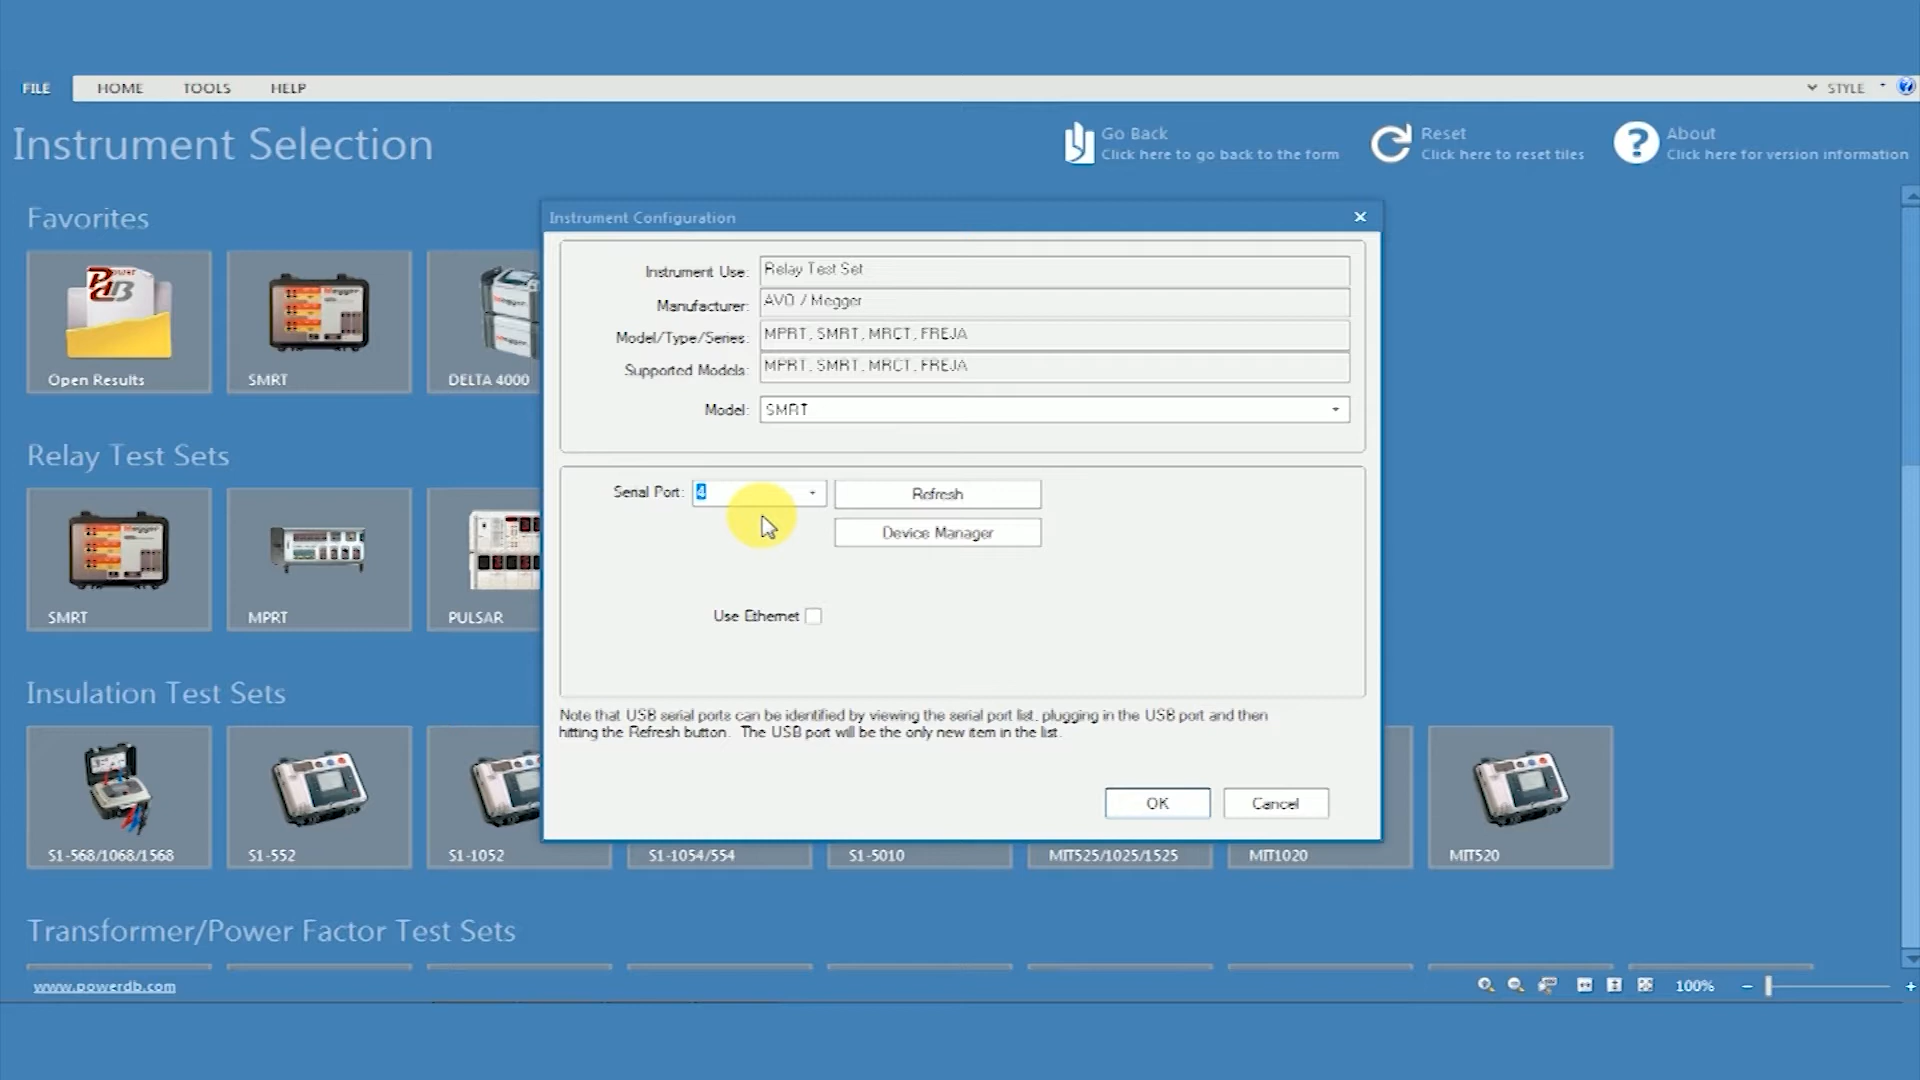 FILE HOME TOOLS HELP STYLE
Instrument Selection
Go Back
Click here to go back to the form
Reset
Click here to reset tiles
About
Click here for version information
Favorites
Open Results
SMRT
DELTA 4000
Relay Test Sets
SMRT
MPRT
PULSAR
Insulation Test Sets
S1-568/1068/1568
S1-552
S1-1052
S1-1054/554
S1-5010
MIT525/1025/1525
MIT1020
MIT520
Transformer/Power Factor Test Sets
Instrument Configuration
Instrument Use: Relay Test Set
Manufacturer: AVO / Megger
Model/Type/Series: MPRT, SMRT, MRCT, FREJA
Supported Models: MPRT, SMRT, MRCT, FREJA
Model: SMRT
Serial Port: 4 Refresh
Device Manager
Use Ethernet
Note that USB serial ports can be identified by viewing the serial port list, plugging in the USB port and then
hitting the Refresh button. The USB port will be the only new item in the list.
OK Cancel
www.powerdb.com
100%